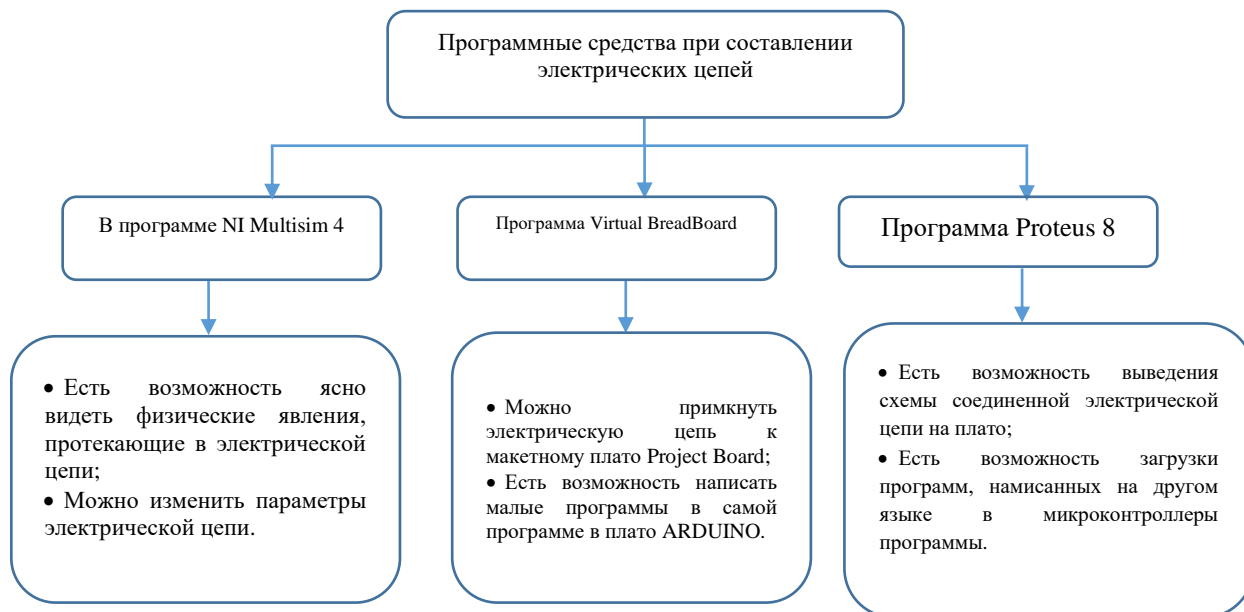 Программные средства при составлении
электрических цепей
В программе NI Multisim 4
Программа Virtual BreadBoard
Программа Proteus 8
• Есть возможность ясно
видеть физические явления,
протекающие в электрической
цепи;
• Можно изменить параметры
электрической цепи.
• Можно примкнуть
электрическую цепь к
макетному плато Project Board;
• Есть возможность написать
малые программы в самой
программе в плато ARDUINO.
• Есть возможность выведения
схемы соединенной электрической
цепи на плато;
• Есть возможность загрузки
программ, намисанных на другом
языке в микроконтроллеры
программы.